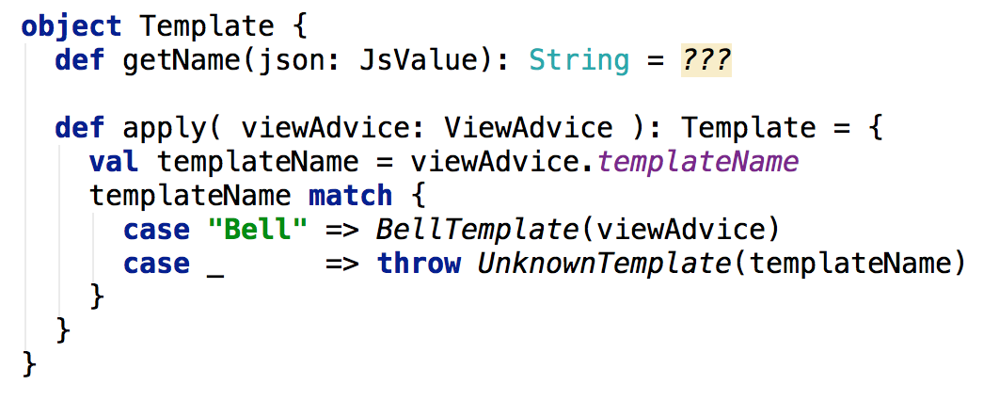 object Template {
  def getName(json: JsValue): String = ???

  def apply( viewAdvice: ViewAdvice ): Template = {
    val templateName = viewAdvice.templateName
    templateName match {
      case "Bell" => BellTemplate(viewAdvice)
      case _      => throw UnknownTemplate(templateName)
    }
  }
}